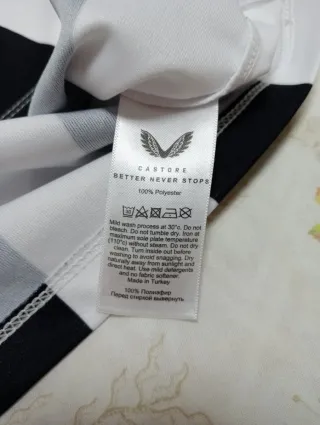 CASTORE
BETTER NEVER STOPS
100% Polyester
30
Mild wash process at 30°c. Do not
bleach. Do not tumble dry. Iron at
maximum sole plate temperature
(110°c) without steam. Do not dry
clean. Turn inside out before
washing to avoid snagging. Dry
naturally away from sunlight and
direct heat. Use mild detergents
and no fabric softener.
Made in Turkey
100% Полиэфир
Перед стиркой вывернуть